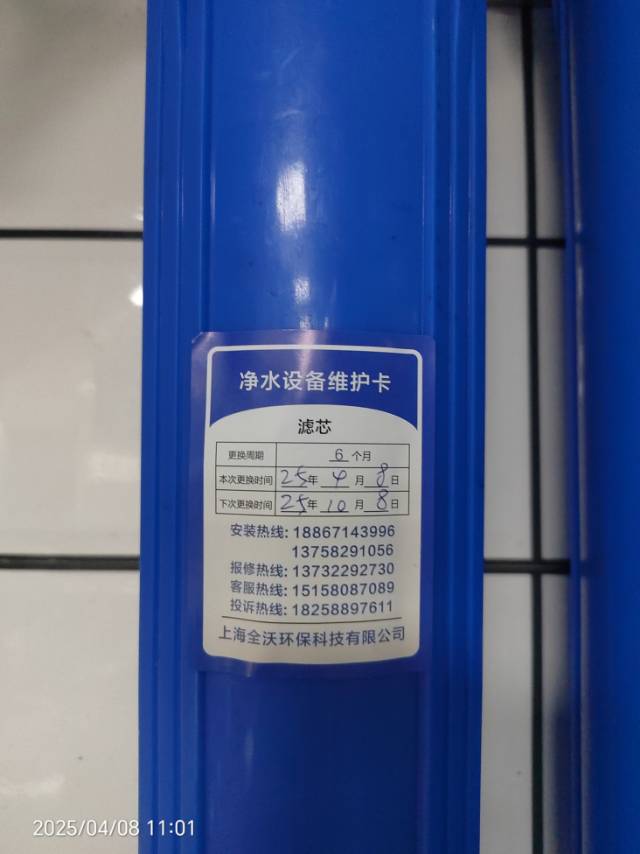 净水设备维护卡
滤芯
更换周期 6 个月
本次更换时间 25 年 4 月 8 日
下次更换时间 25 年 10 月 8 日
安装热线: 18867143996
13758291056
报修热线: 13732292730
客服热线: 15158087089
投诉热线: 18258897611
上海全沃环保科技有限公司
2025/04/08 11:01